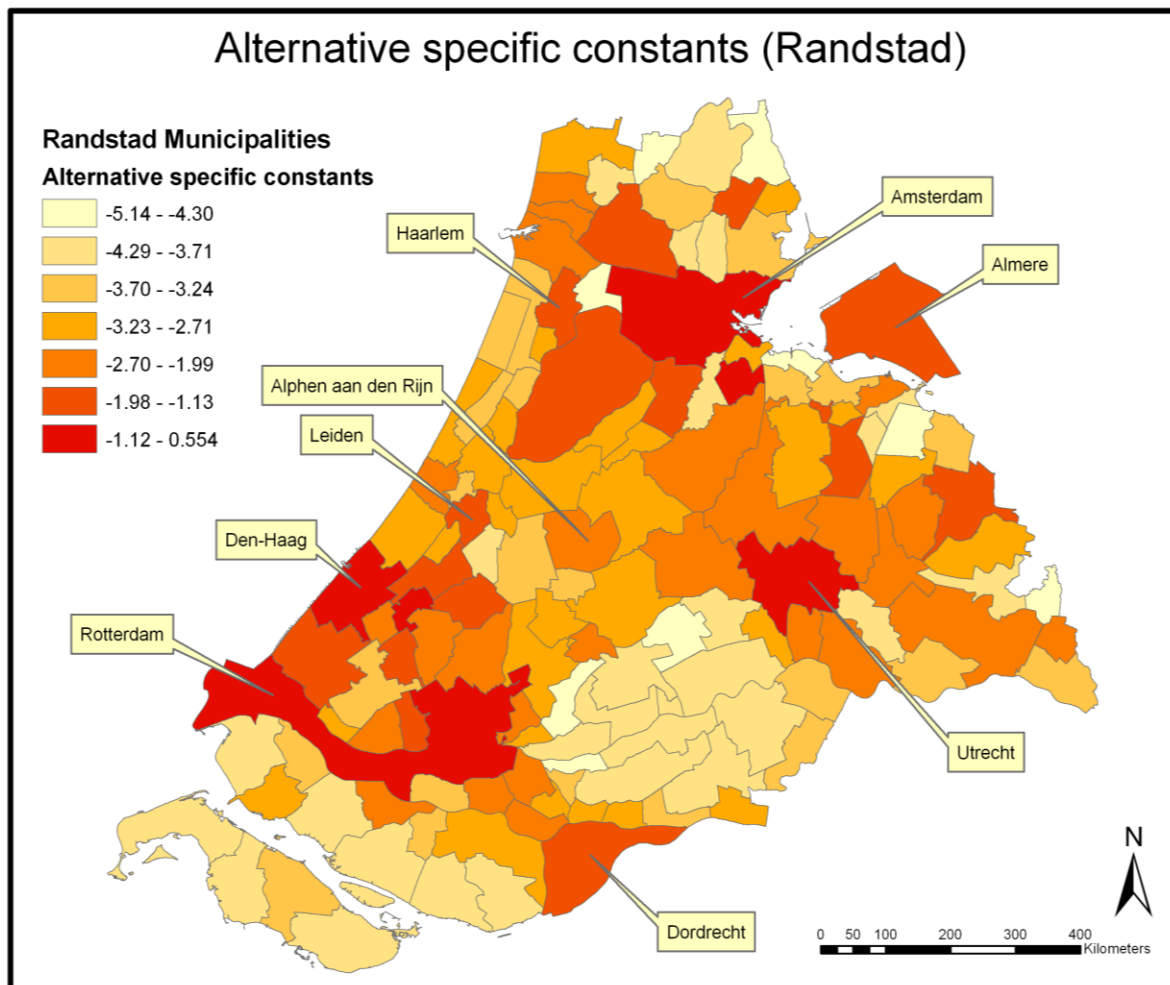 Alternative specific constants (Randstad)
Randstad Municipalities
Alternative specific constants
-5.14 - -4.30
-4.29 - -3.71
-3.70 - -3.24
-3.23 - -2.71
-2.70 - -1.99
-1.98 - -1.13
-1.12 - 0.554
Amsterdam
Haarlem
Almere
Alphen aan den Rijn
Leiden
Den-Haag
Rotterdam
Utrecht
Dordrecht
N
0 50 100 200 300 400
Kilometers